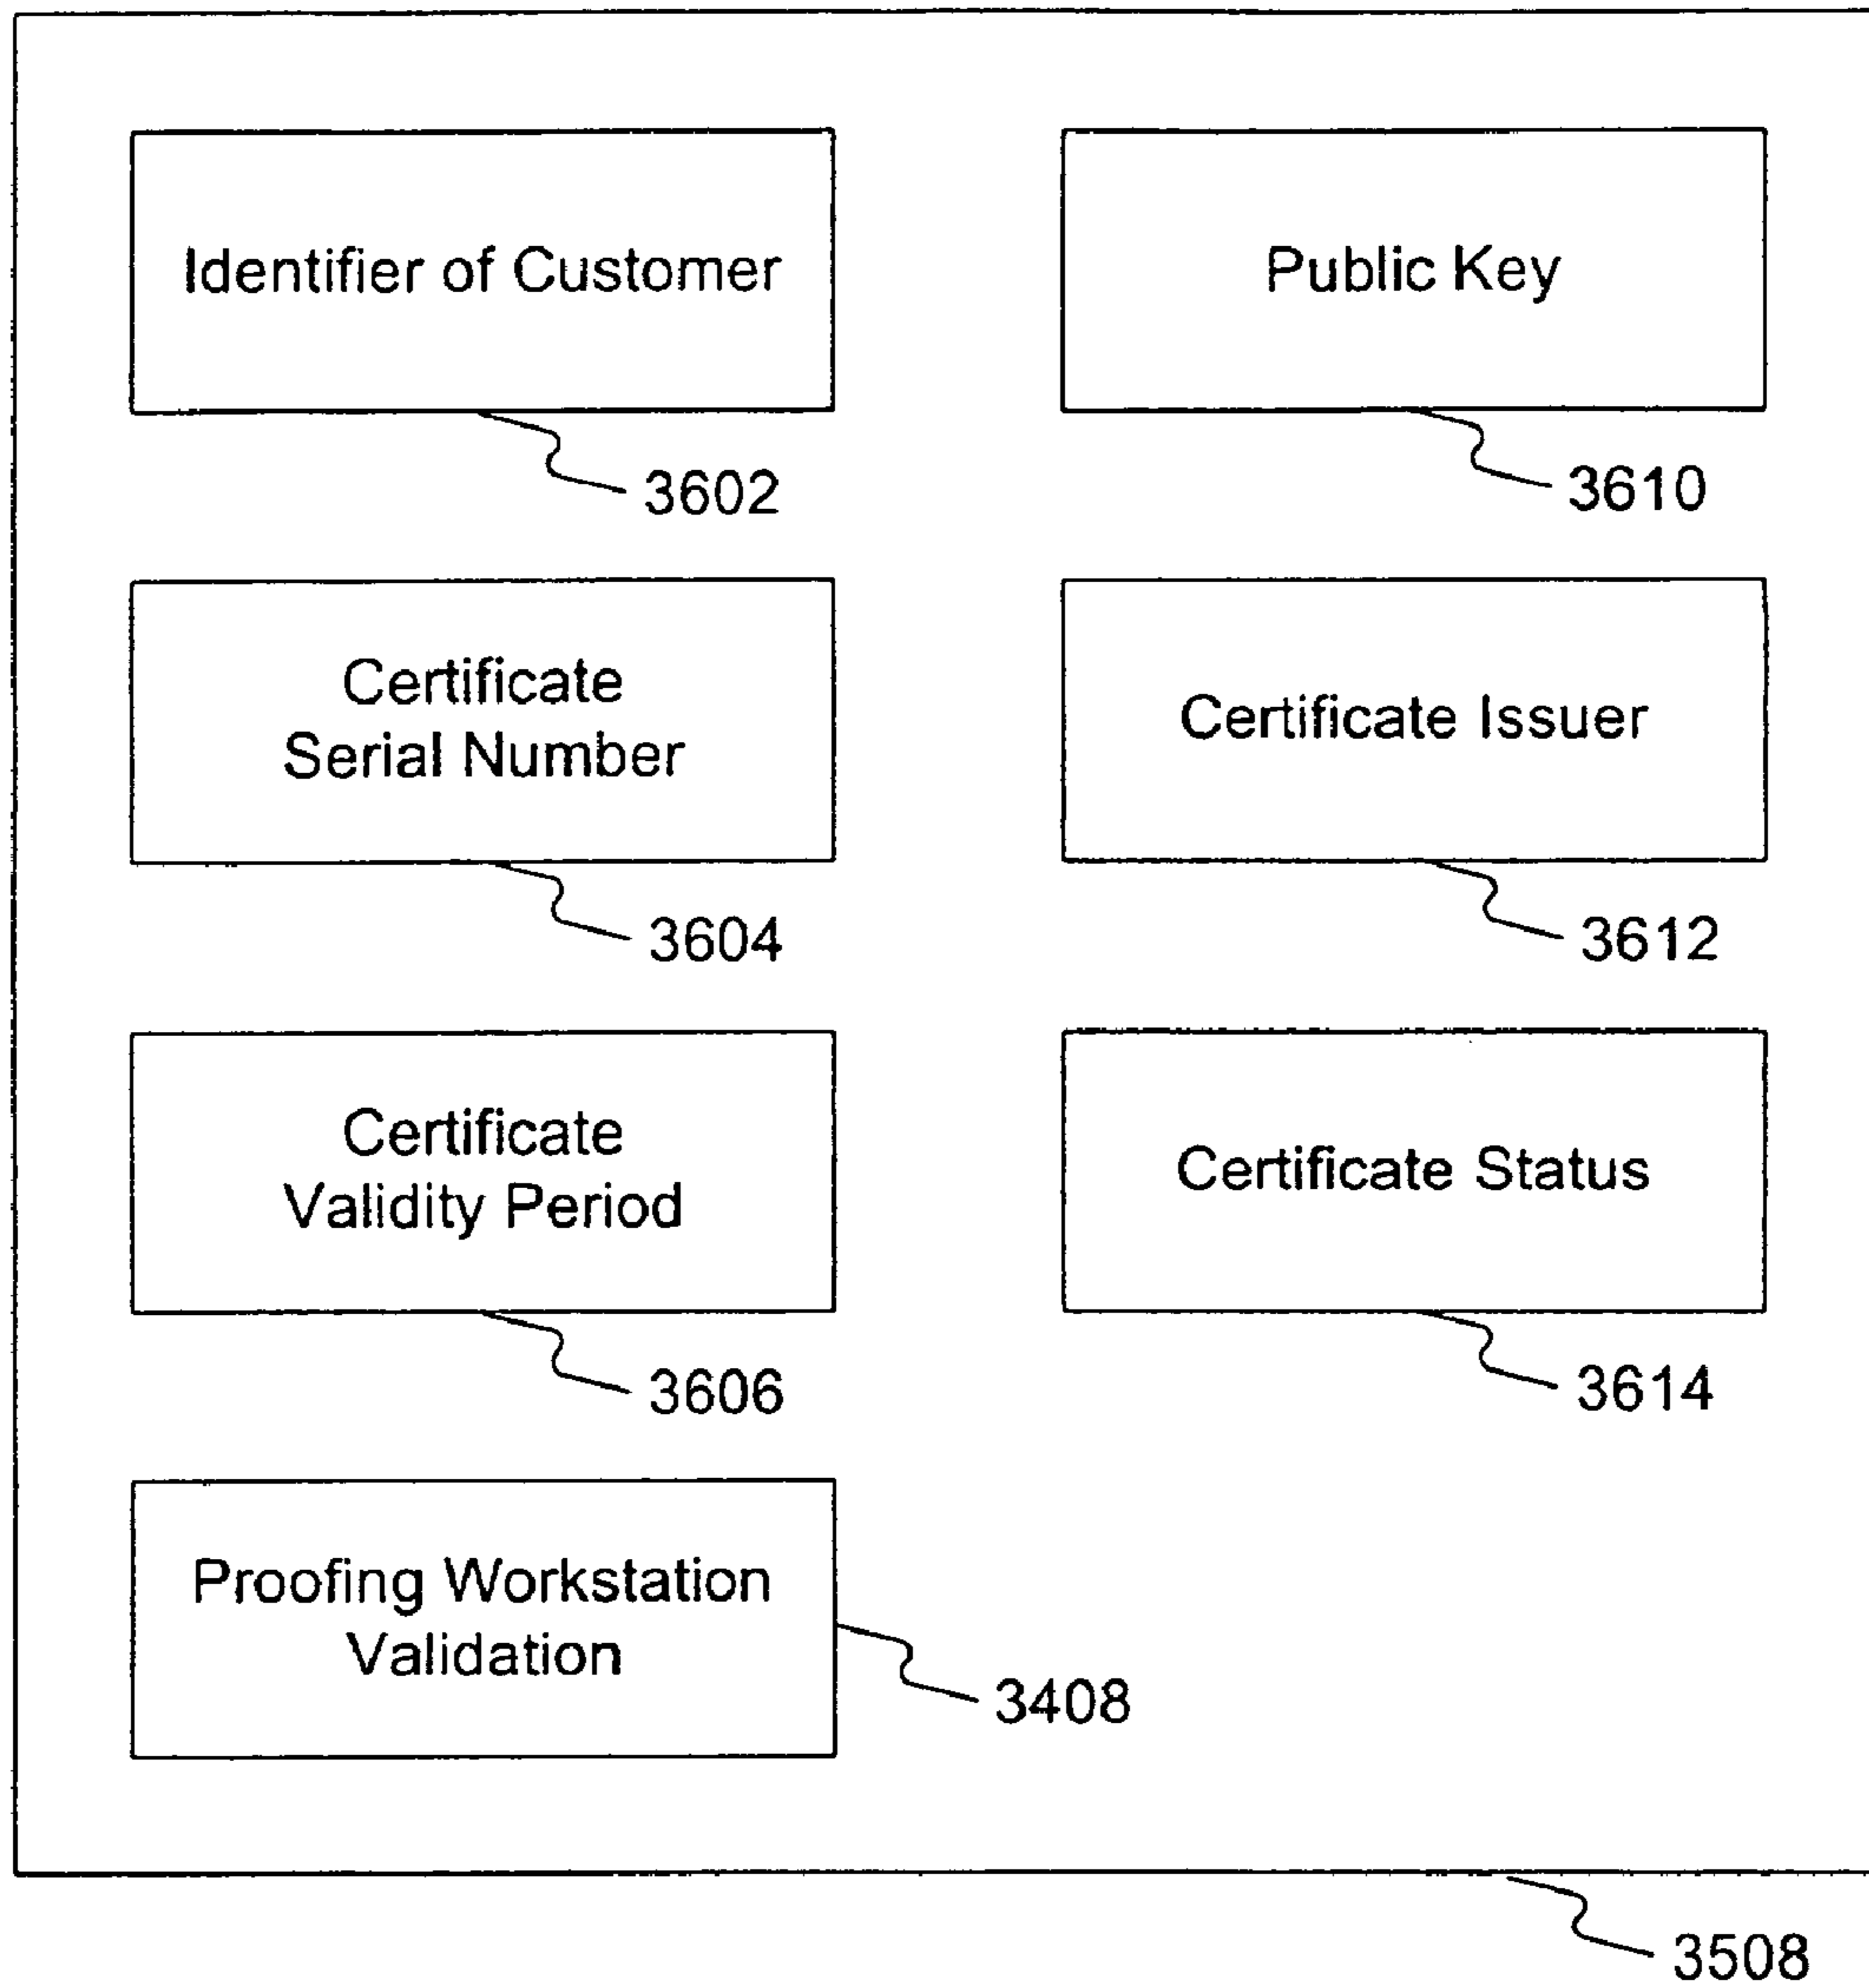 Identifier of Customer
3602
Public Key
3610
Certificate
Serial Number
3604
Certificate Issuer
3612
Certificate
Validity Period
3606
Certificate Status
3614
Proofing Workstation
Validation
3408
3508